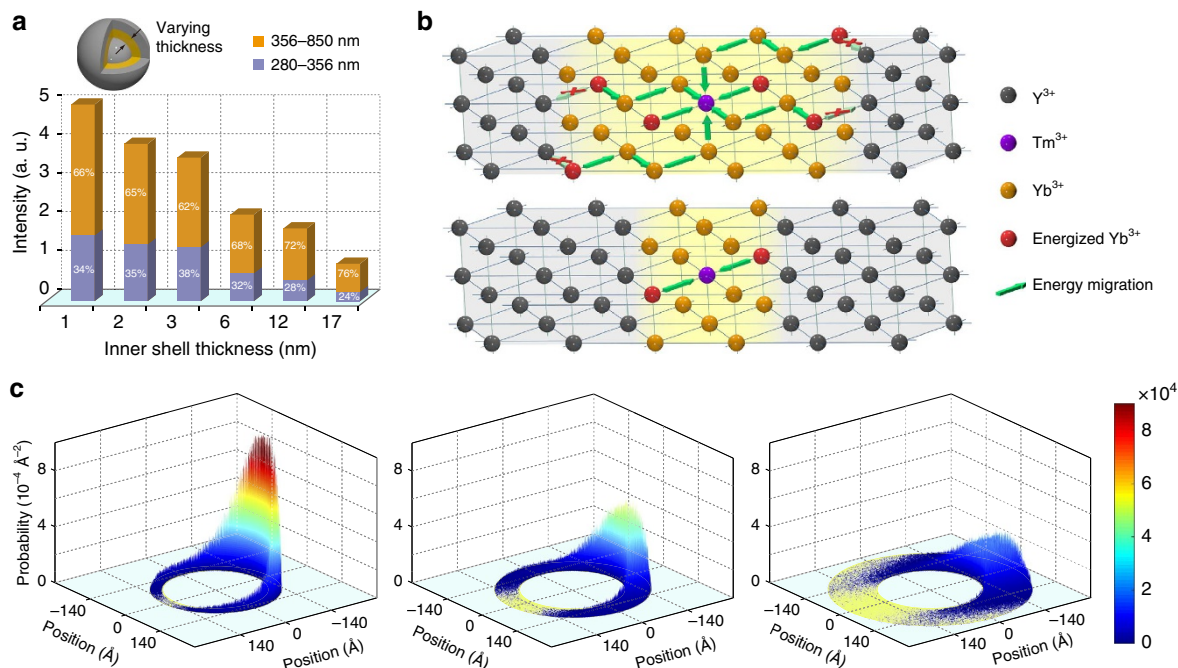 a
Varying
thickness
356–850 nm
280–356 nm
5
4
3
2
1
0
Intensity (a. u.)
66%
34%
65%
35%
62%
38%
68%
32%
72%
28%
76%
24%
1 2 3 6 12 17
Inner shell thickness (nm)
b
Y³⁺
Tm³⁺
Yb³⁺
Energized Yb³⁺
Energy migration
c
Probability (10⁻⁴ Å⁻²)
8
4
0
−140
0
140
Position (Å)
140
0
−140
Position (Å)
8
4
0
−140
0
140
Position (Å)
140
0
−140
Position (Å)
8
4
0
−140
0
140
Position (Å)
140
0
−140
Position (Å)
×10⁴
8
6
4
2
0